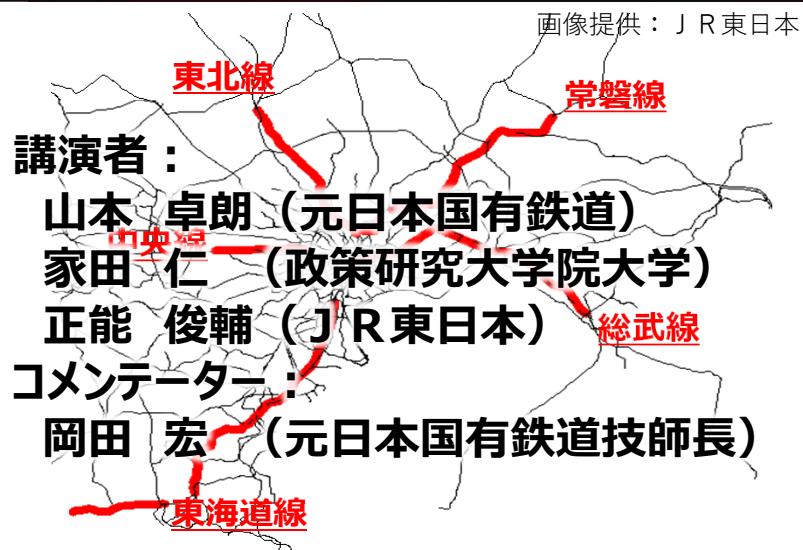 画像提供：ＪＲ東日本
東北線
常磐線
講演者：
山本 卓朗（元日本国有鉄道）
中央線
家田 仁 （政策研究大学院大学）
正能 俊輔（ＪＲ東日本）
総武線
コメンテーター：
岡田 宏 （元日本国有鉄道技師長）
東海道線